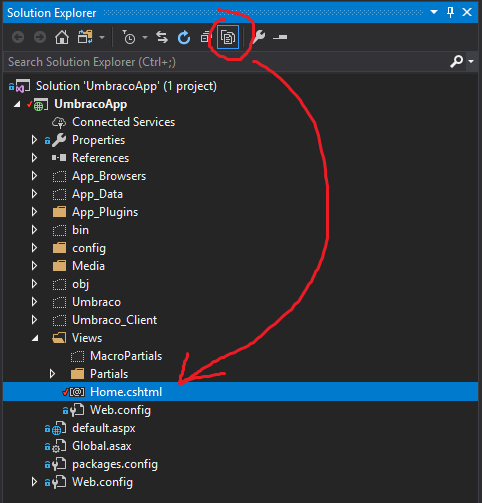 Solution Explorer
Search Solution Explorer (Ctrl+;)
Solution 'UmbracoApp' (1 project)
UmbracoApp
Connected Services
Properties
References
App_Browsers
App_Data
App_Plugins
bin
config
Media
obj
Umbraco
Umbraco_Client
Views
MacroPartials
Partials
Home.cshtml
Web.config
default.aspx
Global.asax
packages.config
Web.config